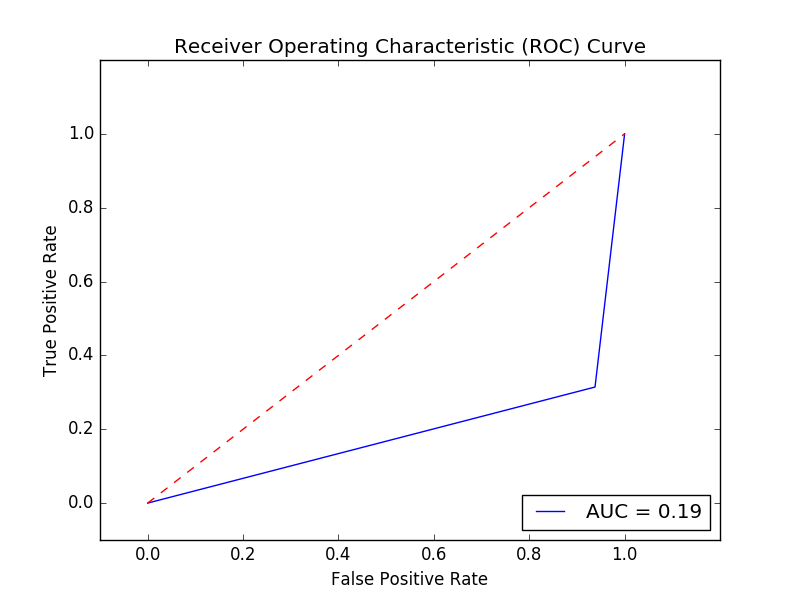 Receiver Operating Characteristic (ROC) Curve
True Positive Rate
1.0
0.8
0.6
0.4
0.2
0.0
AUC = 0.19
0.0 0.2 0.4 0.6 0.8 1.0
False Positive Rate